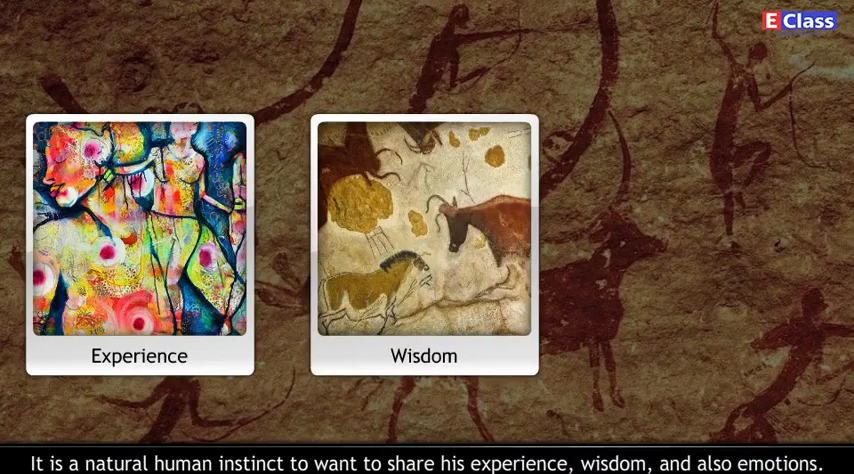 E Class
Experience
Wisdom
It is a natural human instinct to want to share his experience, wisdom, and also emotions.